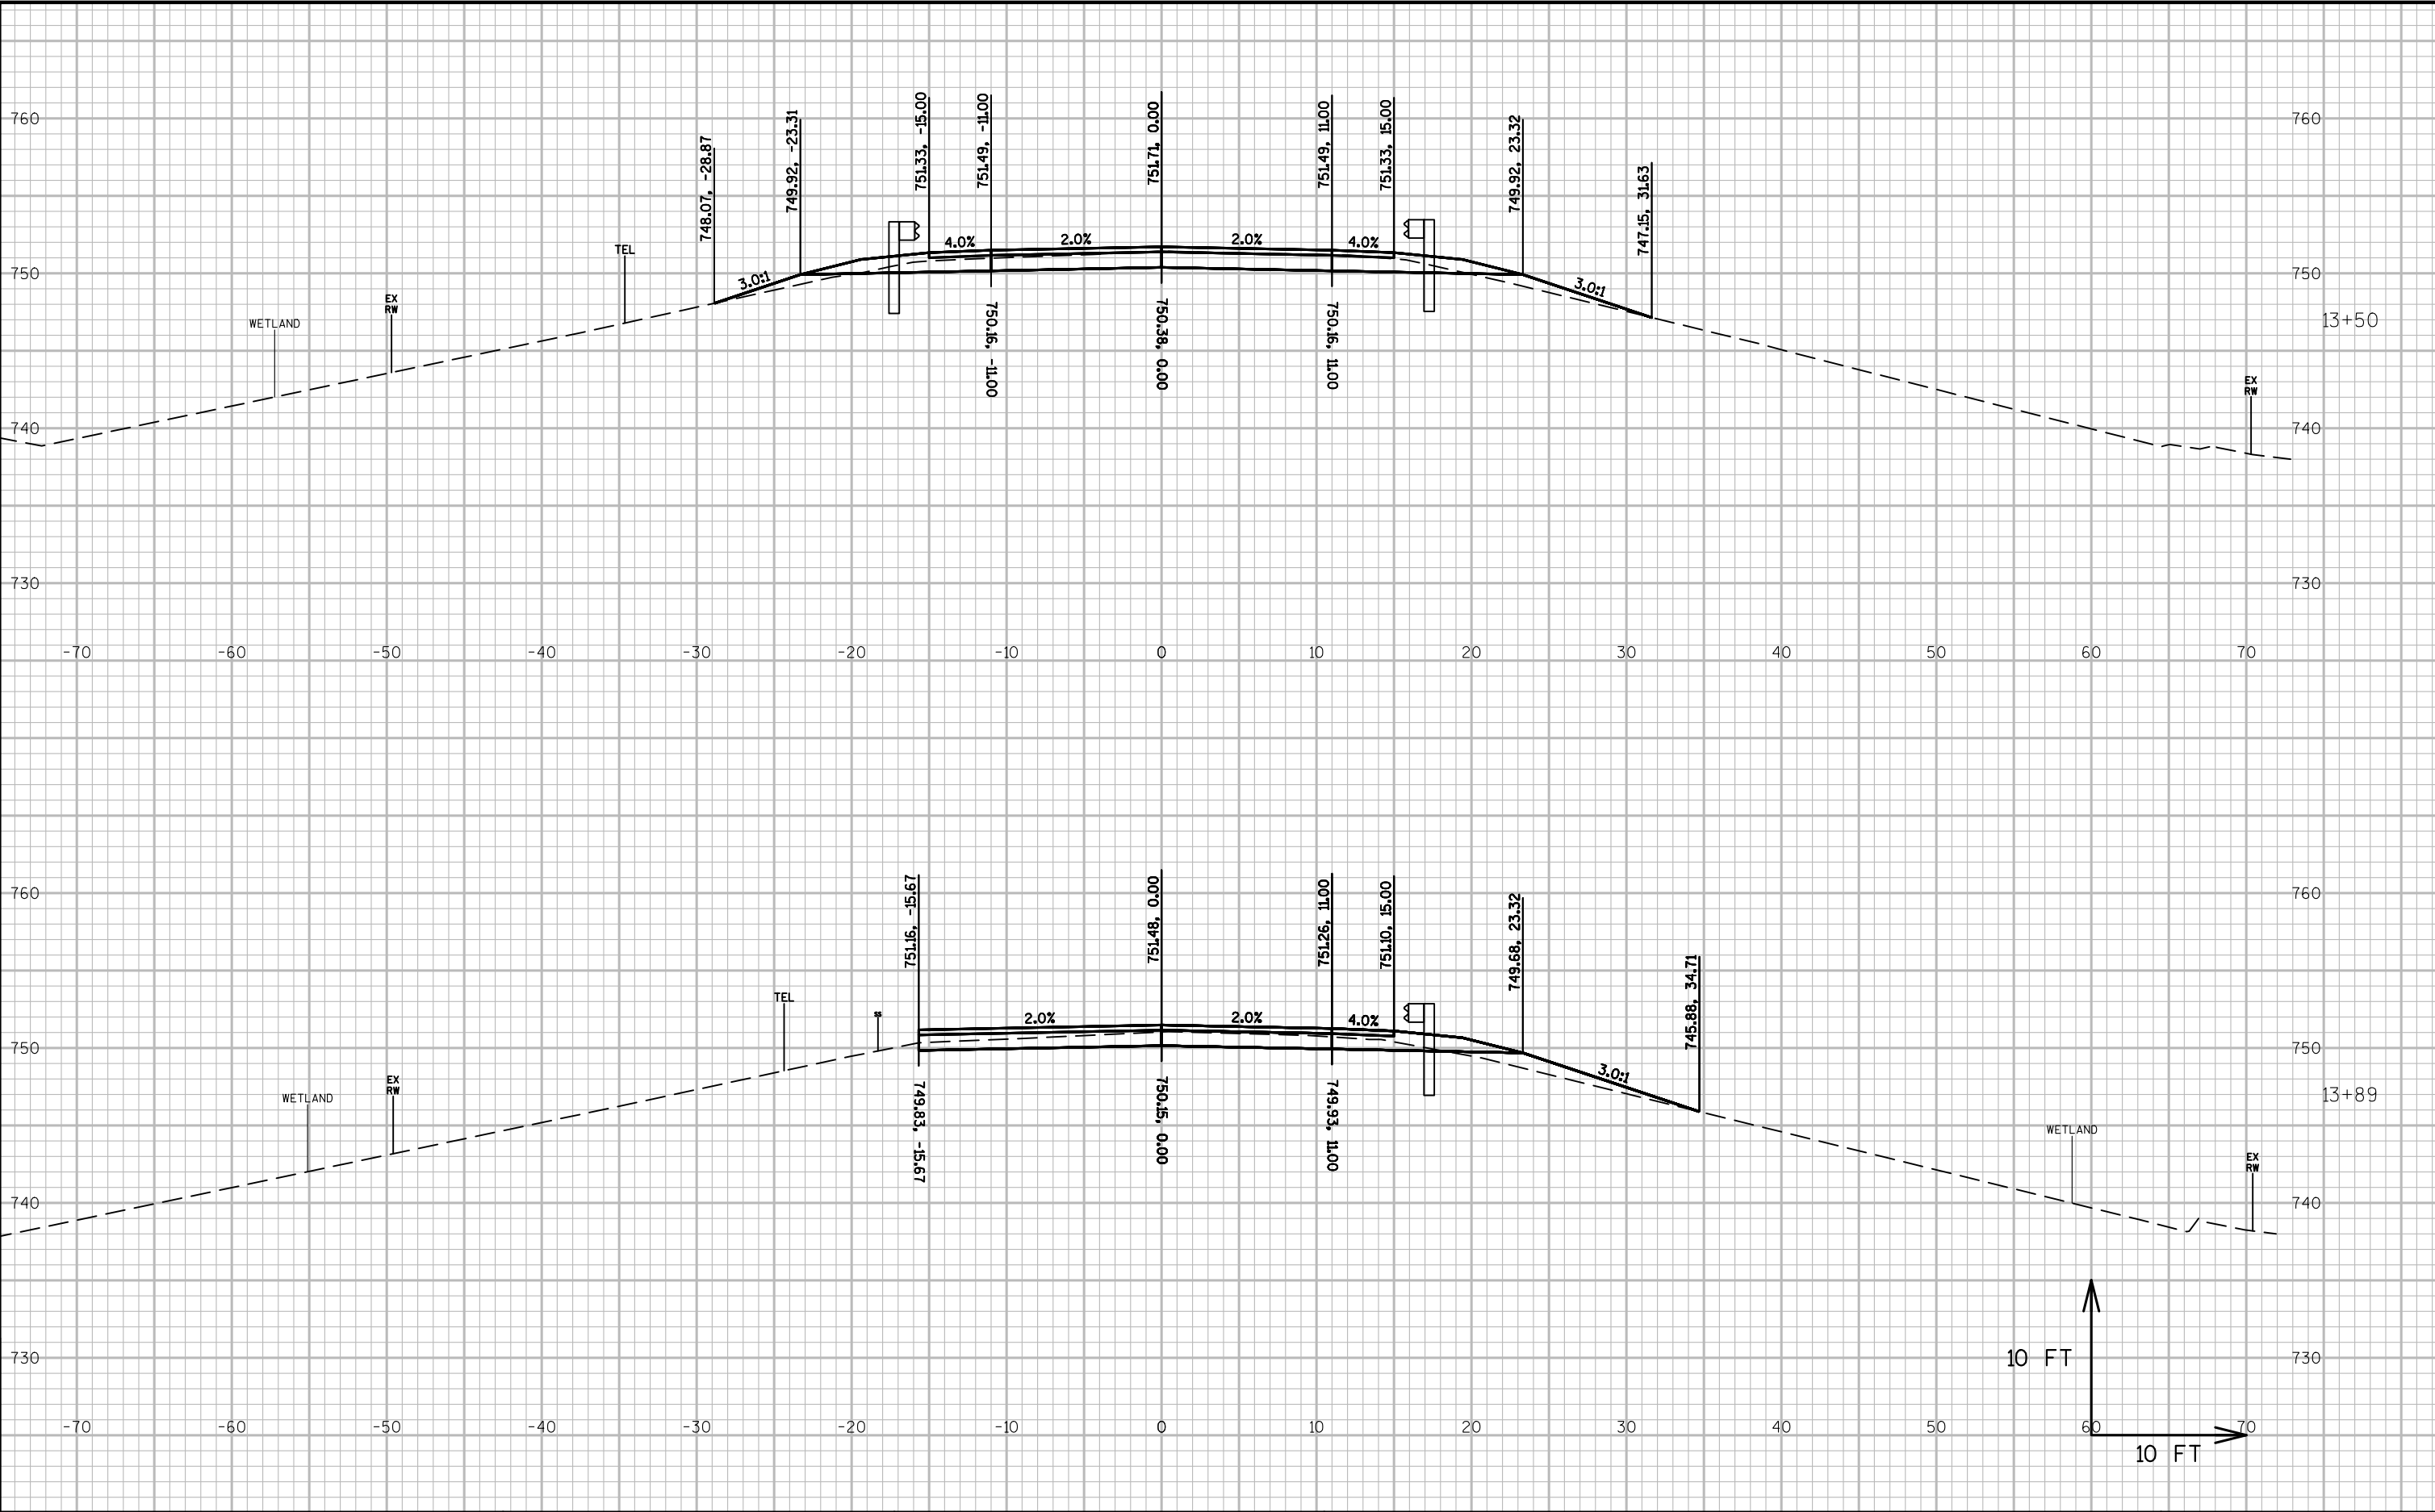 748.07, -28.87
749.92, -23.31
751.33, -15.00
751.49, -11.00
751.71, 0.00
751.49, 11.00
751.33, 15.00
749.92, 23.32
747.15, 31.63
760
760
TEL
4.0%
2.0%
2.0%
4.0%
750
3.0:1
3.0:1
750
EX
RW
WETLAND
13+50
750.16, -11.00
750.38, 0.00
750.16, 11.00
EX
RW
740
740
730
730
-70 -60 -50 -40 -30 -20 -10 0 10 20 30 40 50 60 70
751.16, -15.67
751.48, 0.00
751.26, 11.00
751.10, 15.00
749.68, 23.32
745.88, 34.71
760
760
TEL
SS
2.0%
2.0%
4.0%
750
3.0:1
750
EX
RW
WETLAND
13+89
749.83, -15.67
750.15, 0.00
749.93, 11.00
WETLAND
EX
RW
740
740
730
10 FT
730
-70 -60 -50 -40 -30 -20 -10 0 10 20 30 40 50 60 70
10 FT